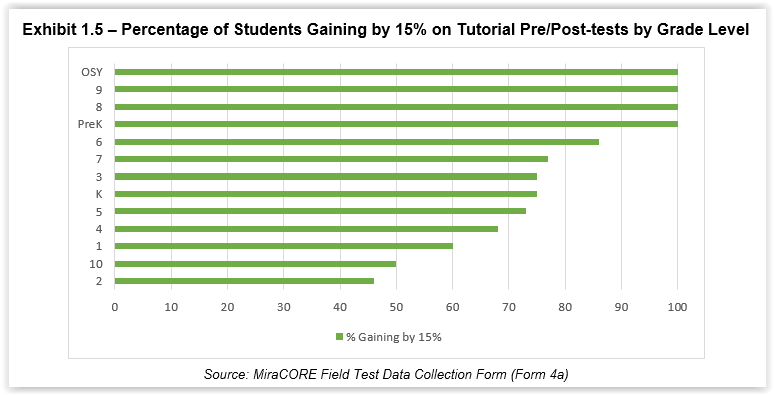 Exhibit 1.5 – Percentage of Students Gaining by 15% on Tutorial Pre/Post-tests by Grade Level
OSY
9
8
PreK
6
7
3
K
5
4
1
10
2
0 10 20 30 40 50 60 70 80 90 100
% Gaining by 15%
Source: MiraCORE Field Test Data Collection Form (Form 4a)